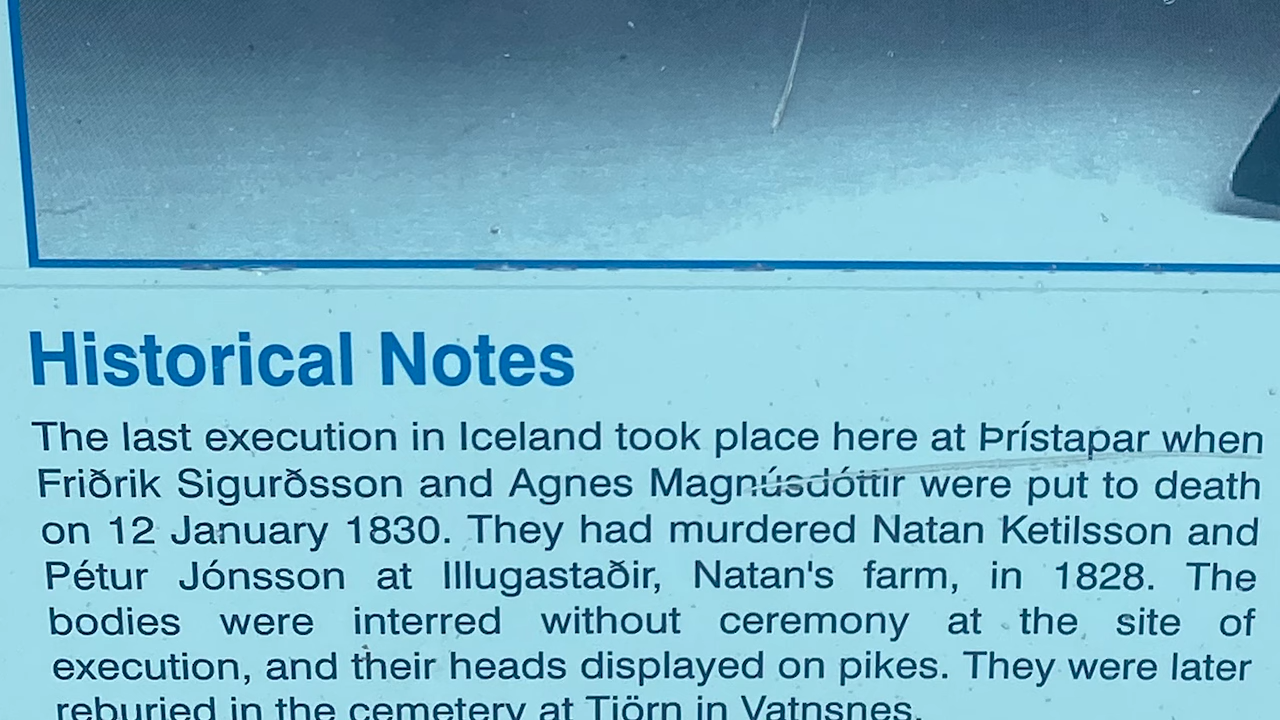 Historical Notes
The last execution in Iceland took place here at Þrístapar when
Friðrik Sigurðsson and Agnes Magnúsdóttir were put to death
on 12 January 1830. They had murdered Natan Ketilsson and
Pétur Jónsson at Illugastaðir, Natan's farm, in 1828. The
bodies were interred without ceremony at the site of
execution, and their heads displayed on pikes. They were later
reburied in the cemetery at Tjörn in Vatnsnes.